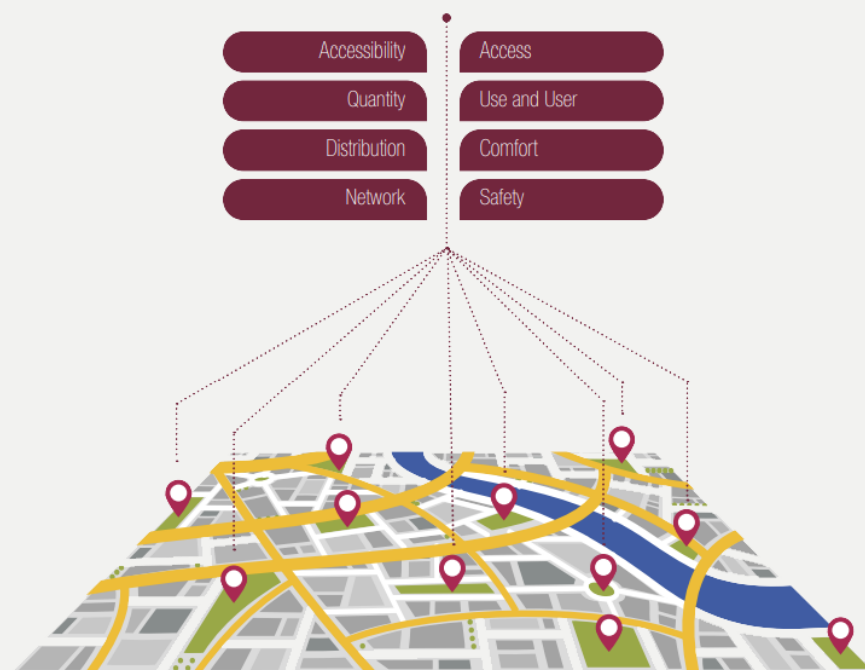 Accessibility
Access
Quantity
Use and User
Distribution
Comfort
Network
Safety